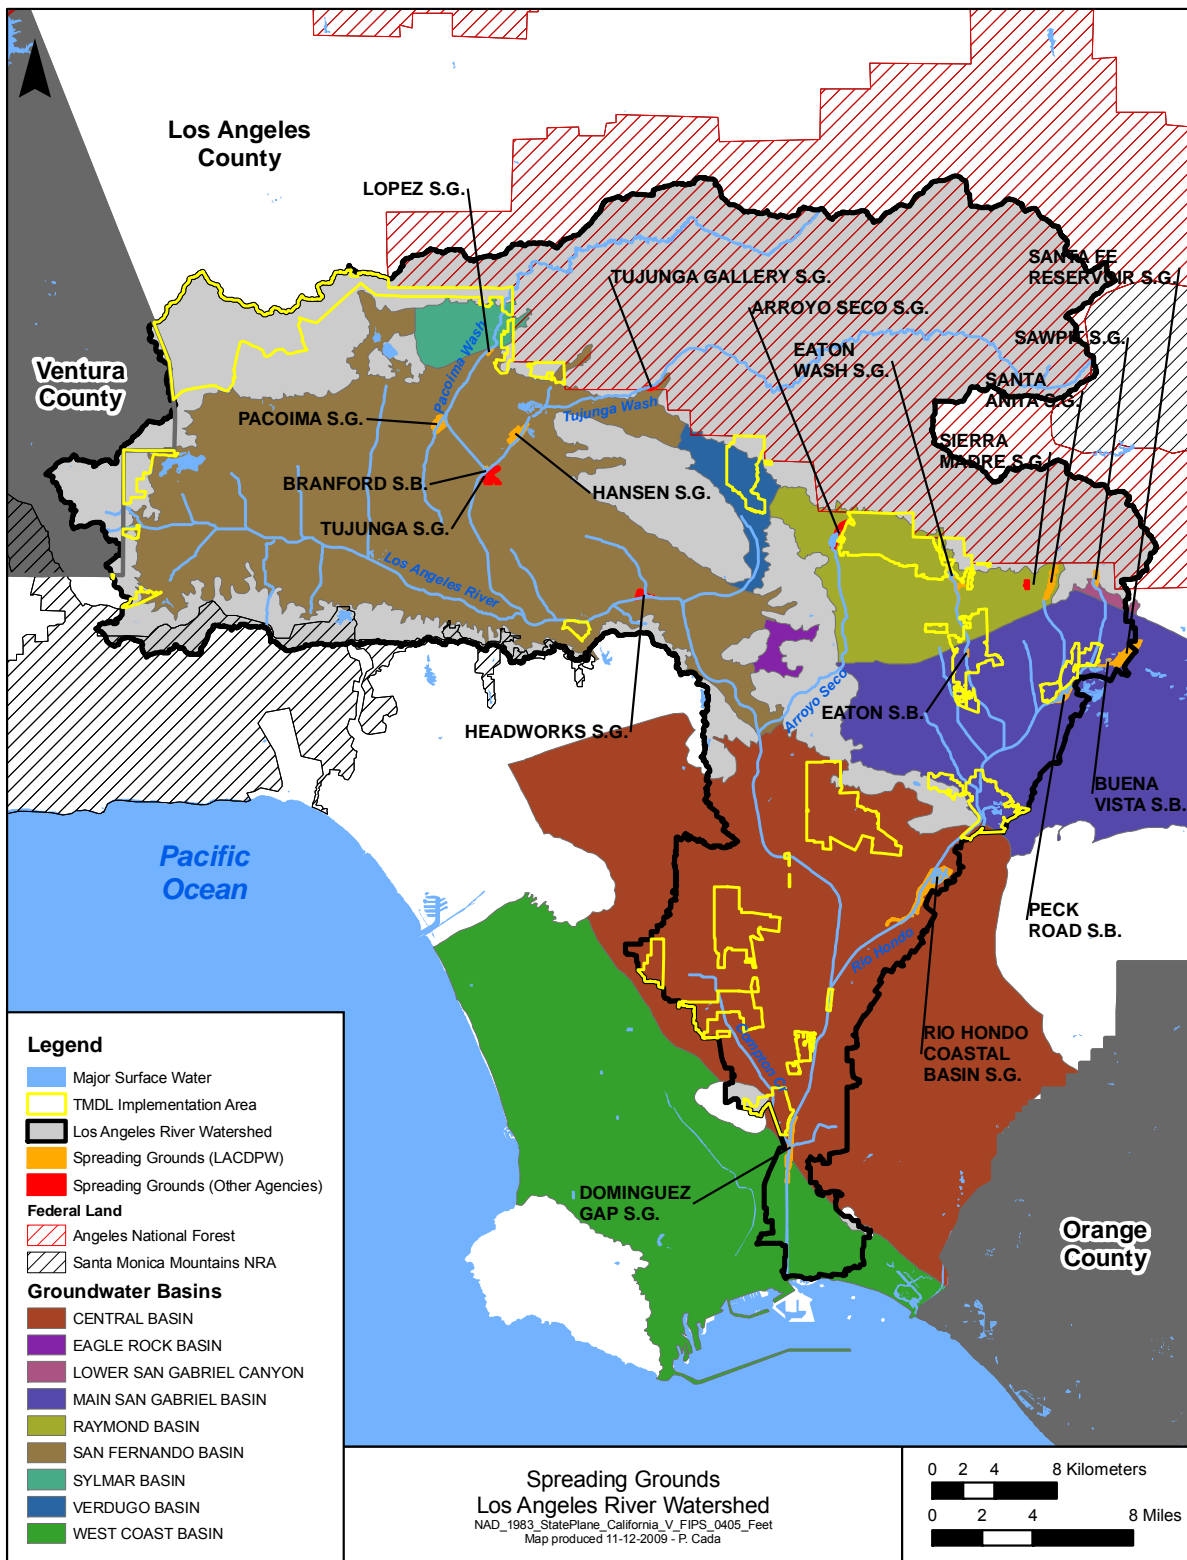 Los Angeles
County
LOPEZ S.G.
TUJUNGA GALLERY S.G.
SANTA FE
RESERVOIR S.G.
ARROYO SECO S.G.
EATON
WASH S.G.
SAWPIT S.G.
SANTA
ANITA S.G.
Ventura
County
Pacoima Wash
Tujunga Wash
PACOIMA S.G.
SIERRA
MADRE S.G.
BRANFORD S.B.
HANSEN S.G.
TUJUNGA S.G.
Los Angeles River
HEADWORKS S.G.
Arroyo Seco
EATON S.B.
BUENA
VISTA S.B.
Pacific
Ocean
PECK
ROAD S.B.
Rio Hondo
RIO HONDO
COASTAL
BASIN S.G.
Compron Cr
DOMINGUEZ
GAP S.G.
Orange
County
Legend
Major Surface Water
TMDL Implementation Area
Los Angeles River Watershed
Spreading Grounds (LACDPW)
Spreading Grounds (Other Agencies)
Federal Land
Angeles National Forest
Santa Monica Mountains NRA
Groundwater Basins
CENTRAL BASIN
EAGLE ROCK BASIN
LOWER SAN GABRIEL CANYON
MAIN SAN GABRIEL BASIN
RAYMOND BASIN
SAN FERNANDO BASIN
SYLMAR BASIN
VERDUGO BASIN
WEST COAST BASIN
Spreading Grounds
Los Angeles River Watershed
NAD_1983_StatePlane_California_V_FIPS_0405_Feet
Map produced 11-12-2009 - P. Cada
0 2 4 8 Kilometers
0 2 4 8 Miles